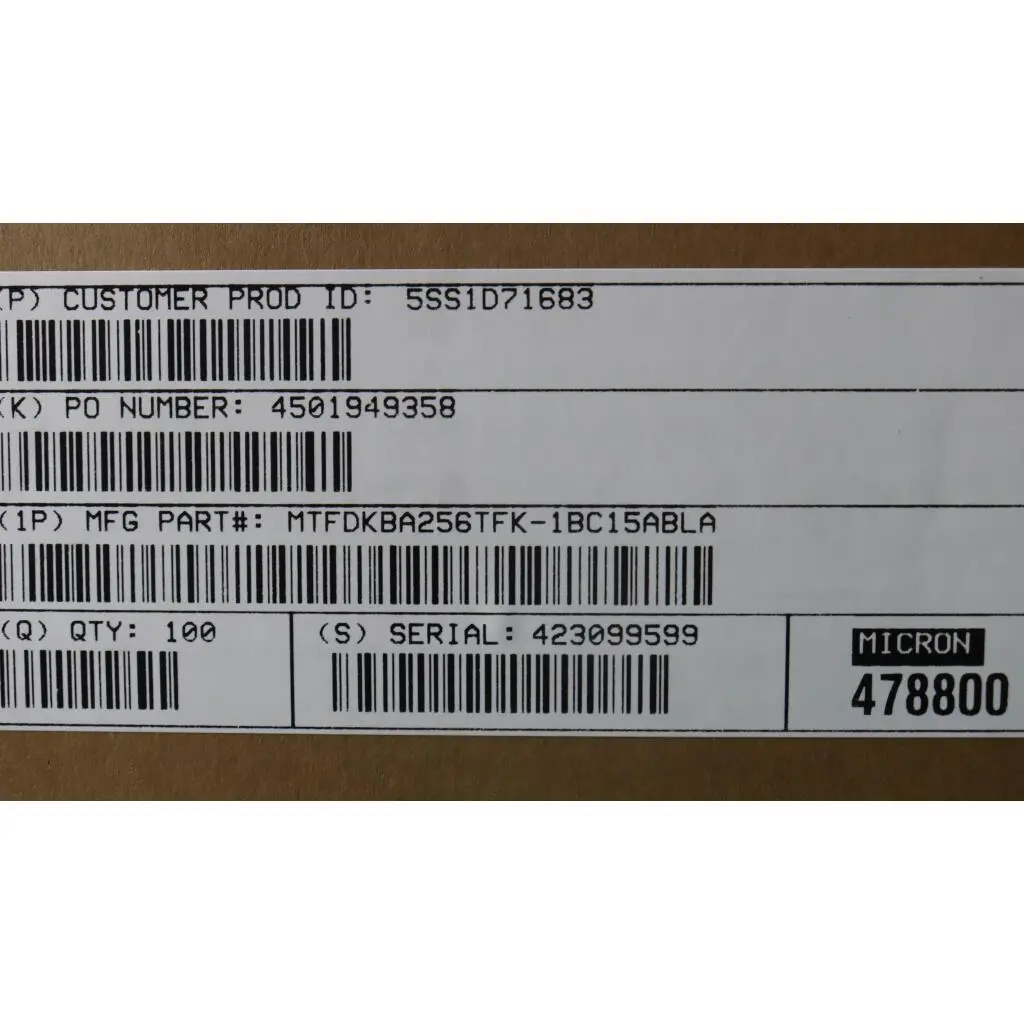 (P) CUSTOMER PROD ID: 5SS1D71683
(K) PO NUMBER: 4501949358
(1P) MFG PART#: MTFDKBA256TFK-1BC15ABLA
(Q) QTY: 100
(S) SERIAL: 423099599
MICRON
478800